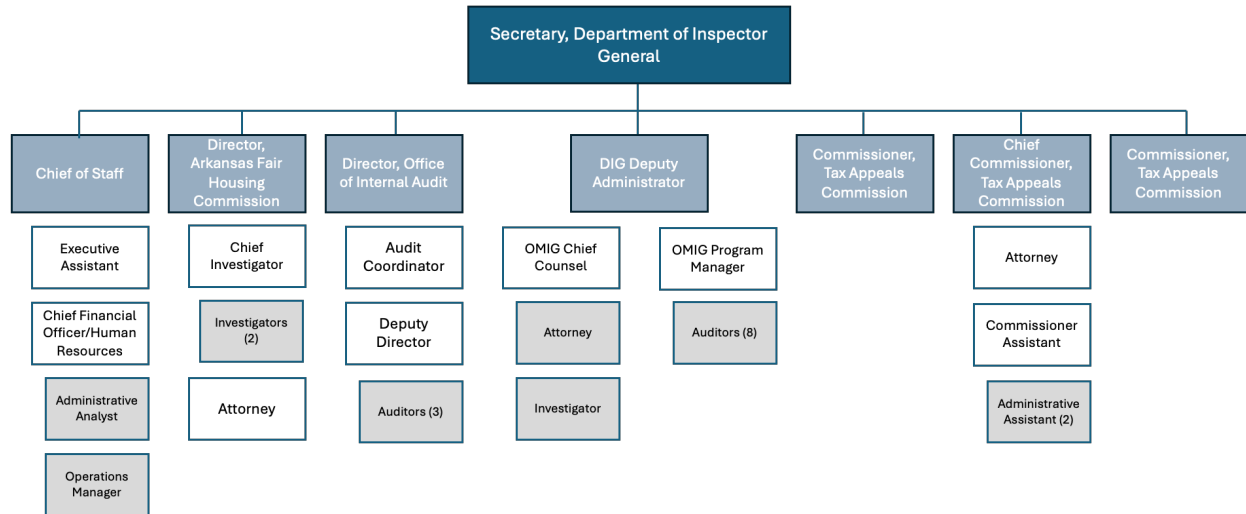 Secretary, Department of Inspector
General
Chief of Staff
Director,
Arkansas Fair
Housing
Commission
Director, Office
of Internal Audit
DIG Deputy
Administrator
Commissioner,
Tax Appeals
Commission
Chief
Commissioner,
Tax Appeals
Commission
Commissioner,
Tax Appeals
Commission
Executive
Assistant
Chief Financial
Officer/Human
Resources
Administrative
Analyst
Operations
Manager
Chief
Investigator
Investigators
(2)
Attorney
Audit
Coordinator
Deputy
Director
Auditors (3)
OMIG Chief
Counsel
Attorney
Investigator
OMIG Program
Manager
Auditors (8)
Attorney
Commissioner
Assistant
Administrative
Assistant (2)